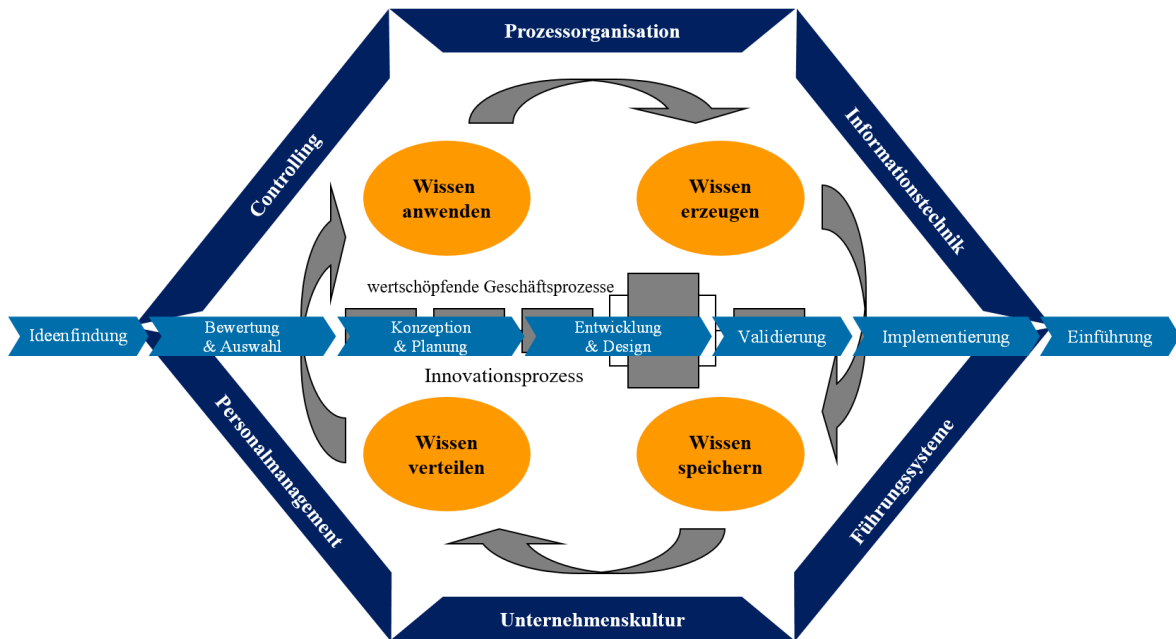 Prozessorganisation
Controlling
Informationstechnik
Wissen
anwenden
Wissen
erzeugen
wertschöpfende Geschäftsprozesse
Ideenfindung
Bewertung
& Auswahl
Konzeption
& Planung
Entwicklung
& Design
Validierung
Implementierung
Einführung
Innovationsprozess
Personalmanagement
Wissen
verteilen
Wissen
speichern
Führungssysteme
Unternehmenskultur